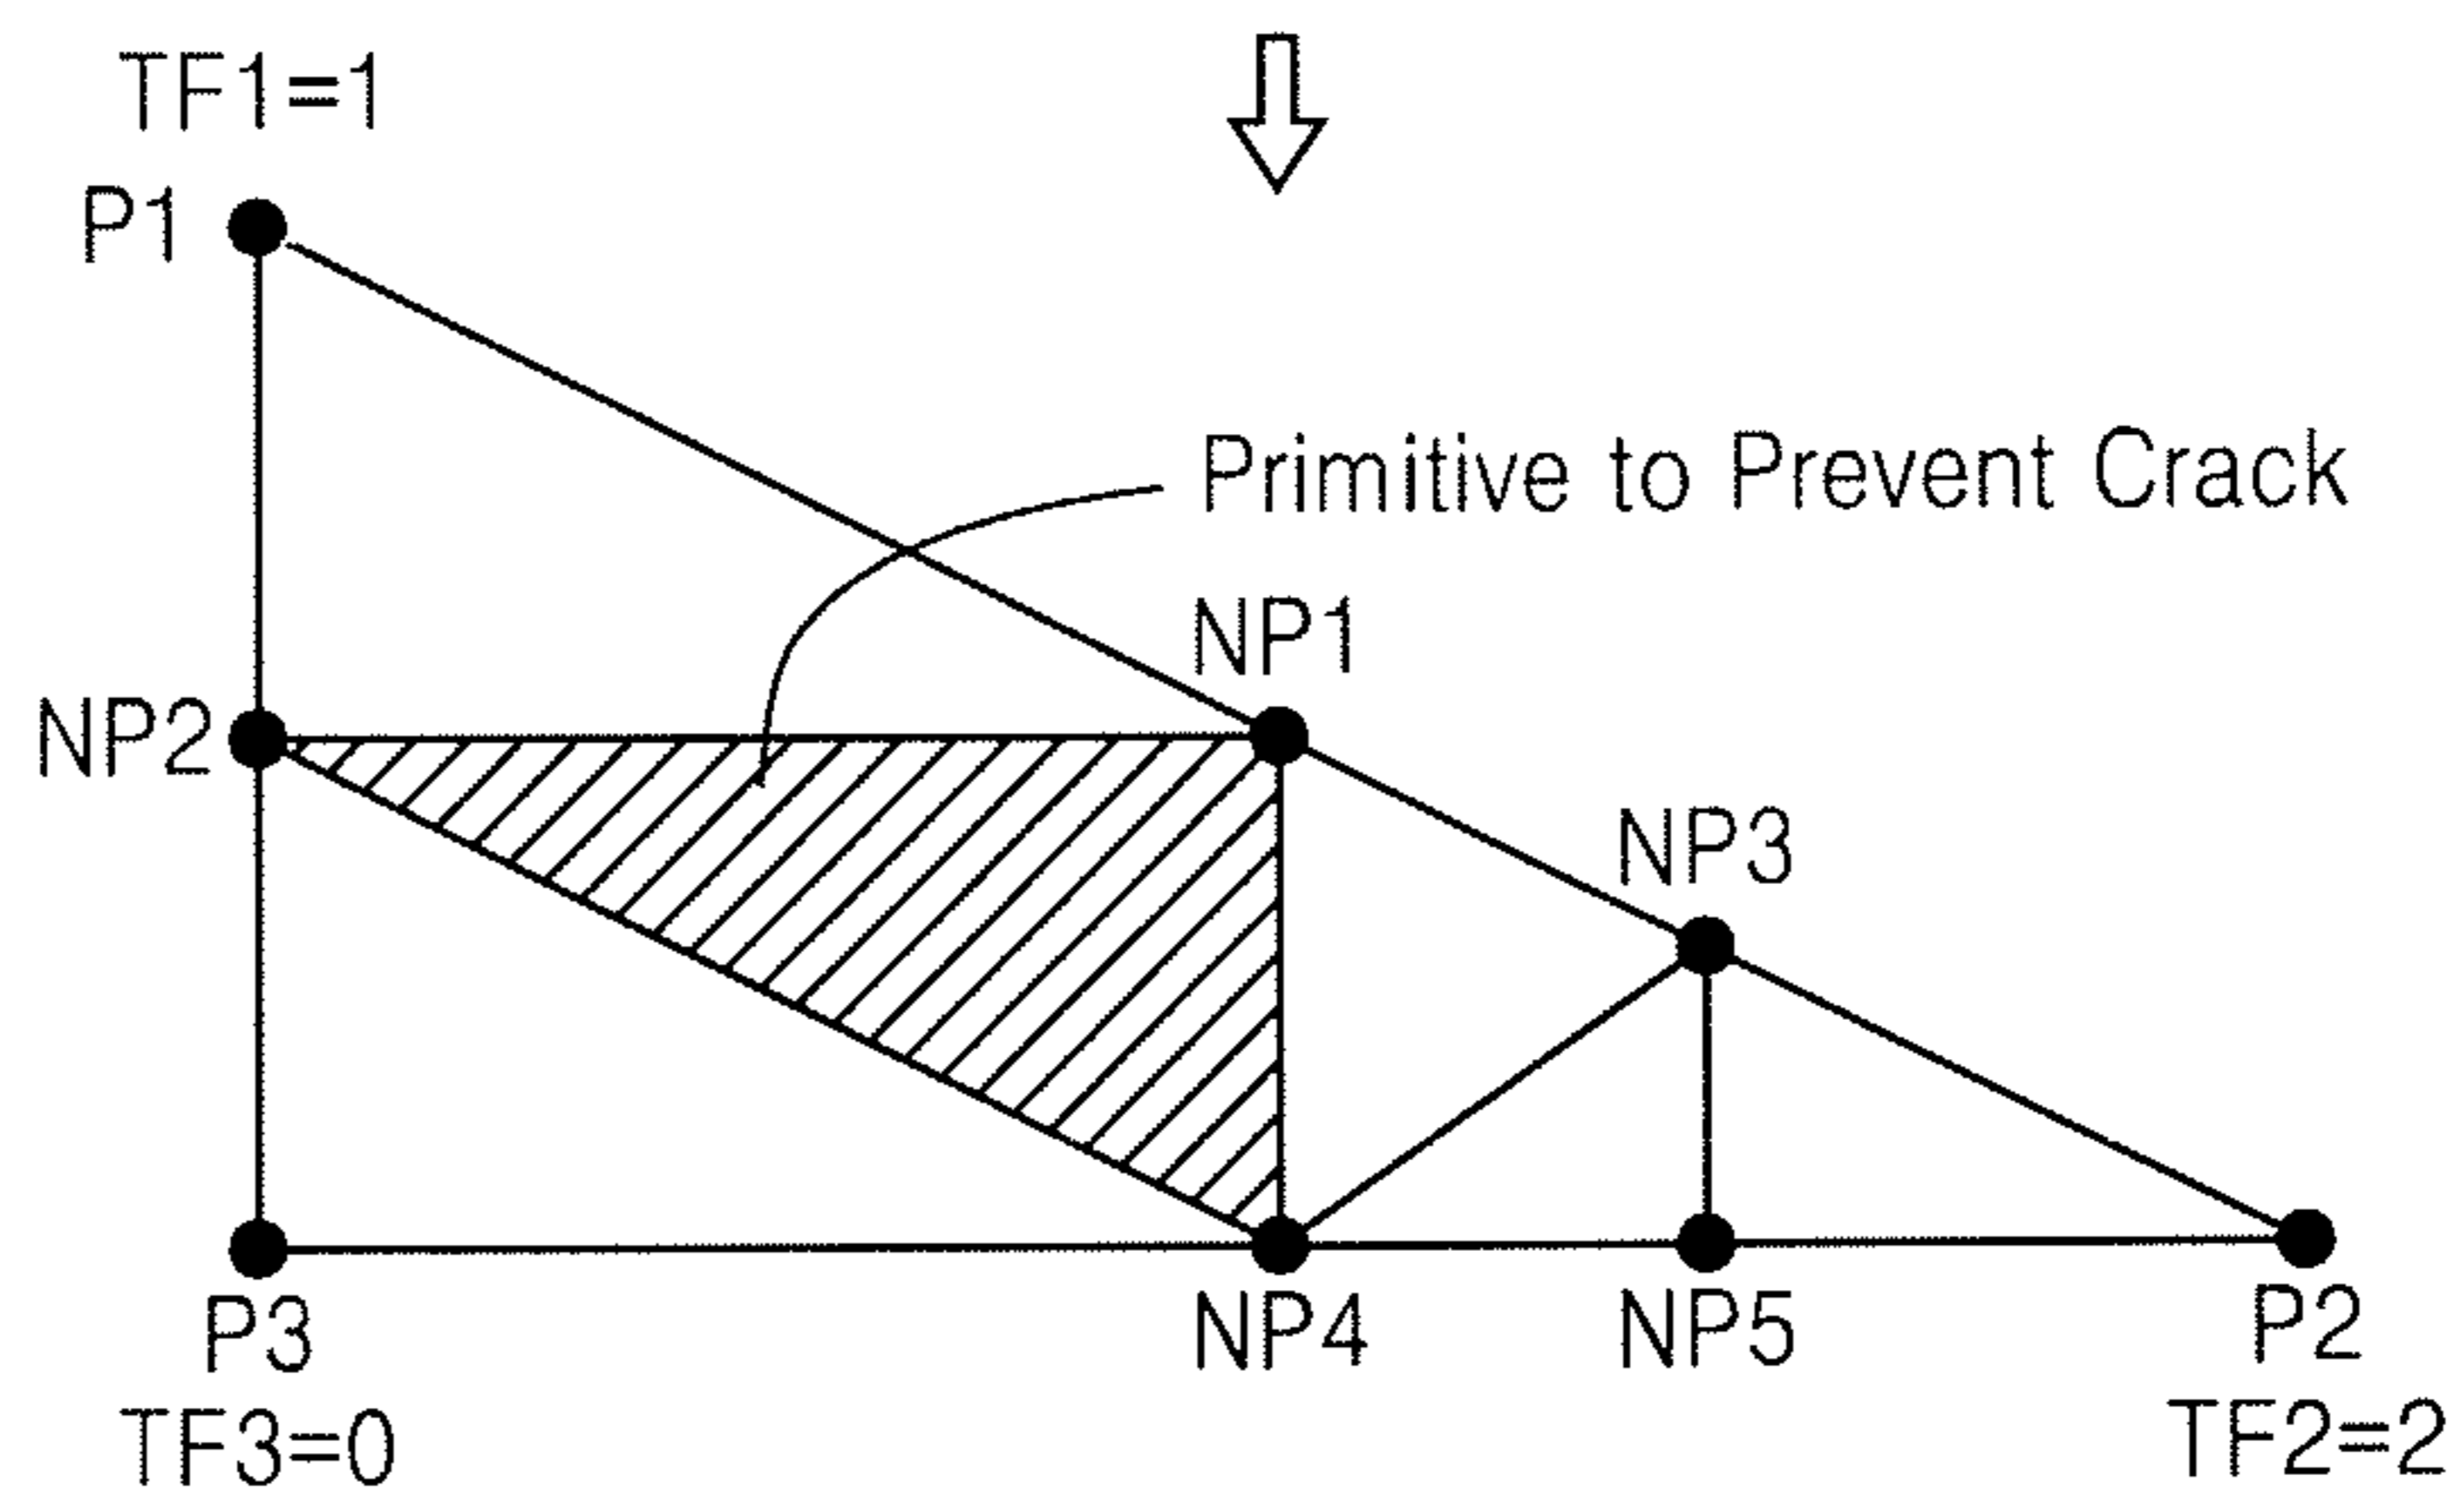 TF1=1
P1
Primitive to Prevent Crack
NP1
NP2
NP3
P3
NP4
NP5
P2
TF3=0
TF2=2